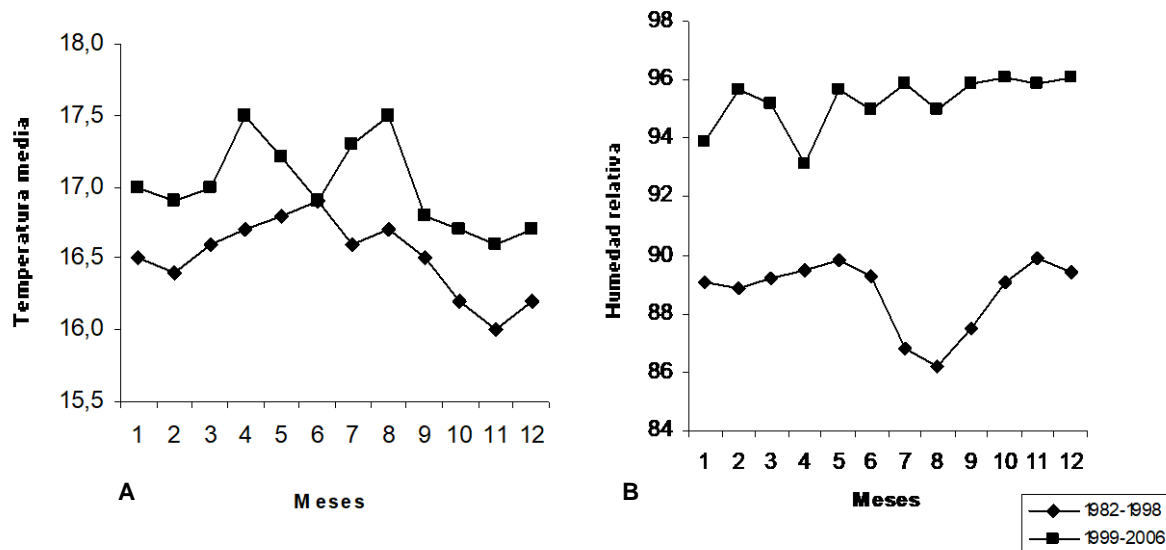 18,0
17,5
17,0
16,5
16,0
15,5
Temperatura media
1 2 3 4 5 6 7 8 9 10 11 12
A
Meses
98
96
94
92
90
88
86
84
Humedad relativa
1 2 3 4 5 6 7 8 9 10 11 12
B
Meses
1982-1998
1999-2006